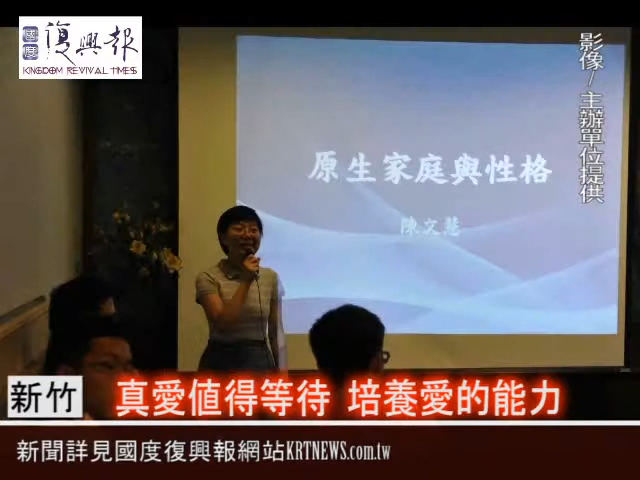 國度
復興報
KINGDOM REVIVAL TIMES
影像/主辦單位提供
原生家庭與性格
陳文慧
新竹
真愛值得等待 培養愛的能力
新聞詳見國度復興報網站KRTNEWS.com.tw